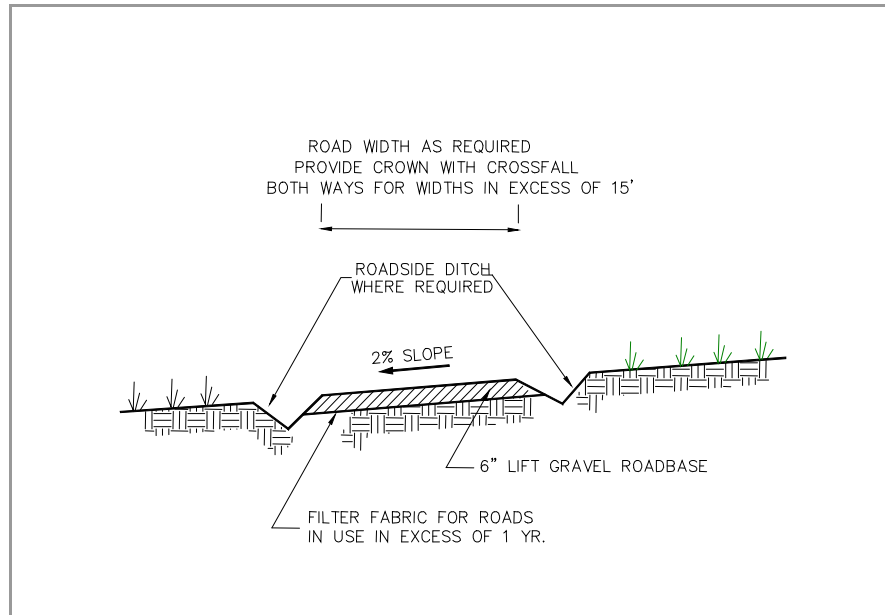 ROAD WIDTH AS REQUIRED
PROVIDE CROWN WITH CROSSFALL
BOTH WAYS FOR WIDTHS IN EXCESS OF 15'
ROADSIDE DITCH
WHERE REQUIRED
2% SLOPE
6" LIFT GRAVEL ROADBASE
FILTER FABRIC FOR ROADS
IN USE IN EXCESS OF 1 YR.